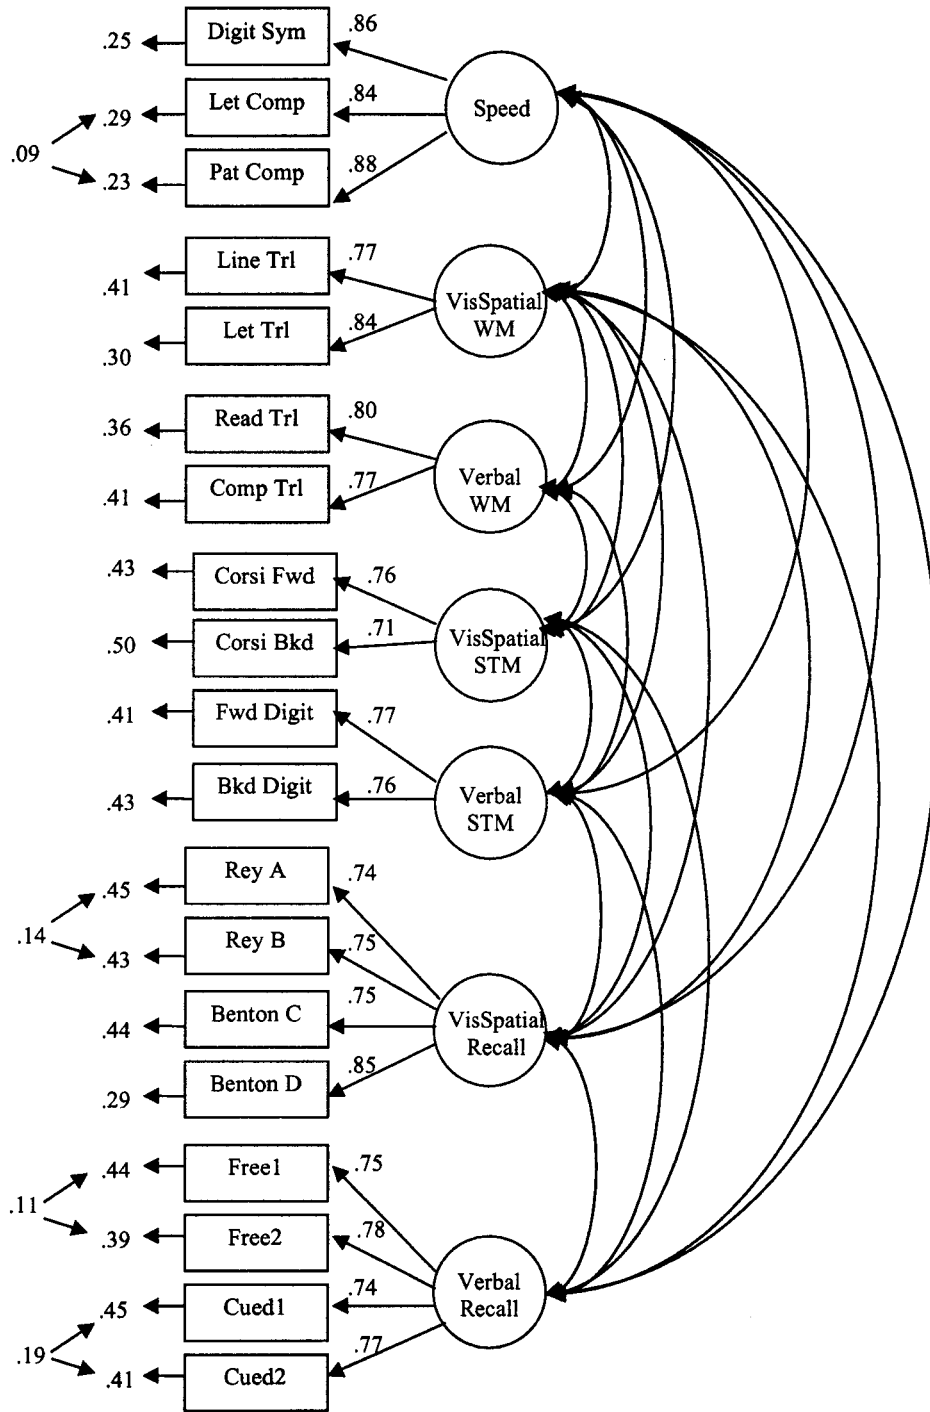 .25 Digit Sym .86
.29 Let Comp .84 Speed
.09
.23 Pat Comp .88
.41 Line Trl .77
VisSpatial
WM
.30 Let Trl .84
.36 Read Trl .80
Verbal
WM
.41 Comp Trl .77
.43 Corsi Fwd .76
VisSpatial
STM
.50 Corsi Bkd .71
.41 Fwd Digit .77
.43 Bkd Digit .76
Verbal
STM
.45 Rey A .74
.14
.43 Rey B .75
.44 Benton C .75
VisSpatial
Recall
.29 Benton D .85
.44 Free1 .75
.11
.39 Free2 .78
Verbal
Recall
.45 Cued1 .74
.19
.41 Cued2 .77